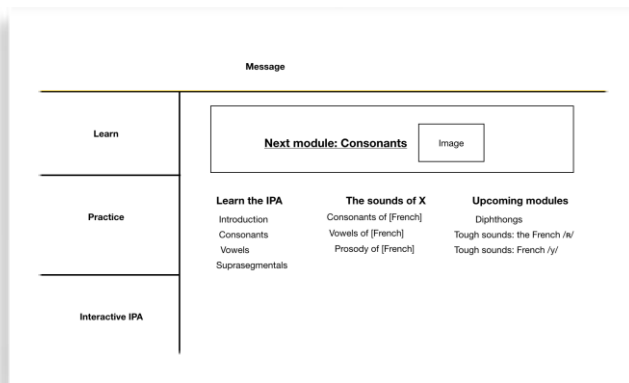 Message
Learn
Practice
Interactive IPA
Next module: Consonants
Image
Learn the IPA
Introduction
Consonants
Vowels
Suprasegmentals
The sounds of X
Consonants of [French]
Vowels of [French]
Prosody of [French]
Upcoming modules
Diphthongs
Tough sounds: the French /ʀ/
Tough sounds: French /y/